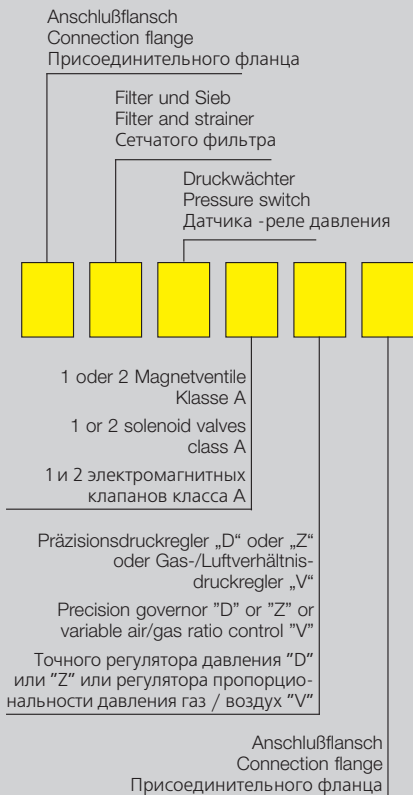 Anschlußflansch
Connection flange
Присоединительного фланца
Filter und Sieb
Filter and strainer
Сетчатого фильтра
Druckwächter
Pressure switch
Датчика -реле давления
1 oder 2 Magnetventile
Klasse A
1 or 2 solenoid valves
class A
1 и 2 электромагнитных
клапанов класса А
Präzisionsdruckregler „D“ oder „Z“
oder Gas-/Luftverhältnis-
druckregler „V“
Precision governor "D" or "Z" or
variable air/gas ratio control "V"
Точного регулятора давления "D"
или "Z" или регулятора пропорцио-
нальности давления газ / воздух "V"
Anschlußflansch
Connection flange
Присоединительного фланца